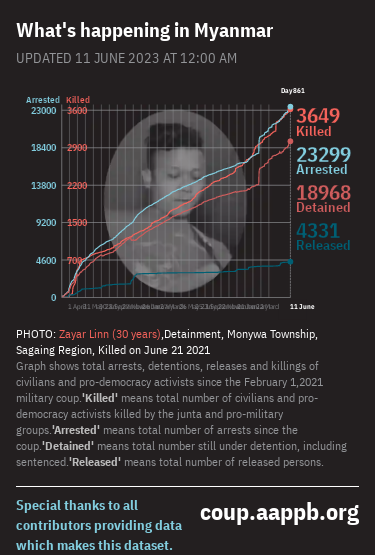 What's happening in Myanmar
UPDATED 11 JUNE 2023 AT 12:00 AM
Day861
Arrested Killed
23000 3600
18400 2900
13800 2200
9200 1500
4600 700
0
3649
Killed
23299
Arrested
18968
Detained
4331
Released
11 June
PHOTO: Zayar Linn (30 years),Detainment, Monywa Township,
Sagaing Region, Killed on June 21 2021
Graph shows total arrests, detentions, releases and killings of
civilians and pro-democracy activists since the February 1,2021
military coup.'Killed' means total number of civilians and pro-
democracy activists killed by the junta and pro-military
groups.'Arrested' means total number of arrests since the
coup.'Detained' means total number still under detention, including
sentenced.'Released' means total number of released persons.
Special thanks to all
contributors providing data
which makes this dataset.
coup.aappb.org